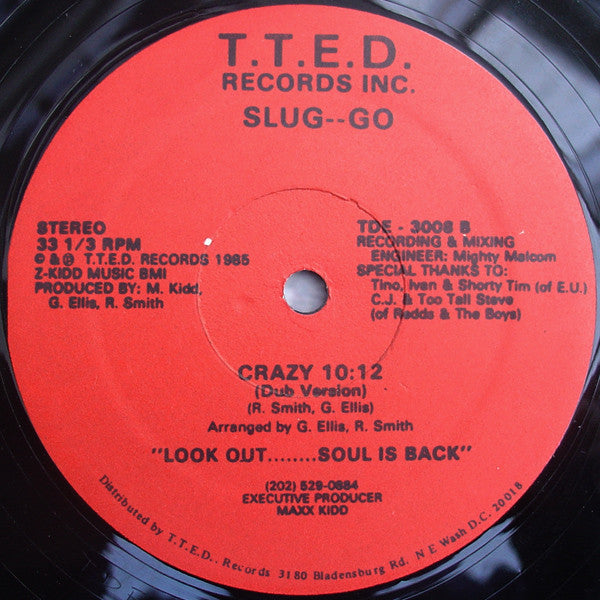 T.T.E.D.
RECORDS INC.
SLUG--GO
STEREO
33 1/3 RPM
© & ℗ T.T.E.D. RECORDS 1985
Z-KIDD MUSIC BMI
PRODUCED BY: M. Kidd,
G. Ellis, R. Smith
TDE - 3008 B
RECORDING & MIXING
ENGINEER: Mighty Malcom
SPECIAL THANKS TO:
Tino, Ivan & Shorty Tim (of E.U.)
C.J. & Too Tall Steve
(of Redds & The Boys)
CRAZY 10:12
(Dub Version)
(R. Smith, G. Ellis)
Arranged by G. Ellis, R. Smith
"LOOK OUT........SOUL IS BACK"
(202) 529-0884
EXECUTIVE PRODUCER
MAXX KIDD
Distributed by T.T.E.D.. Records 3180 Bladensburg Rd. N E Wash D.C. 20018